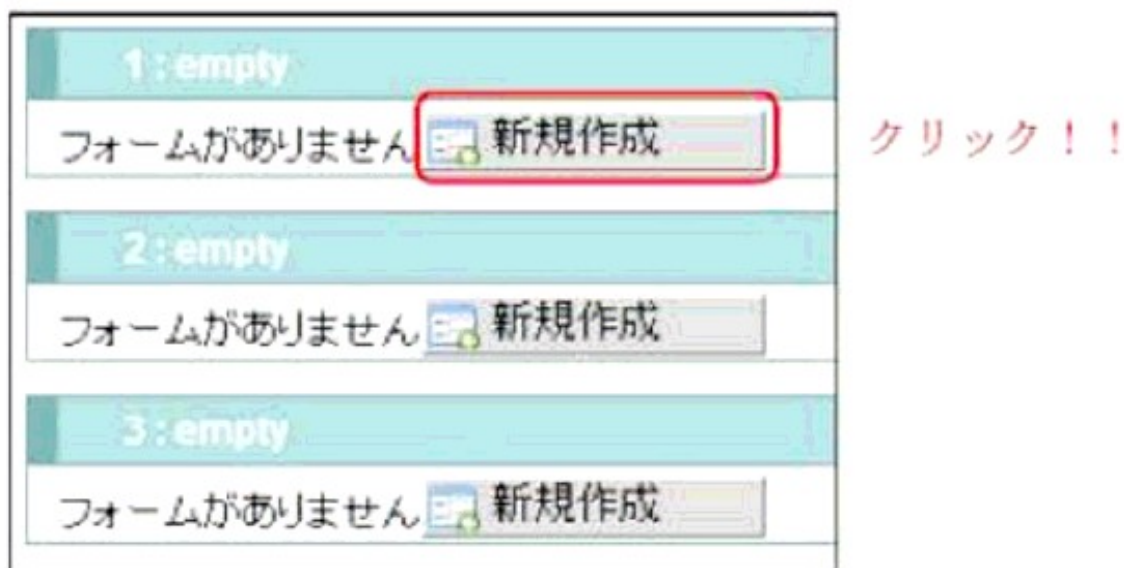 1 : empty
フォームがありません 新規作成 クリック！！
2 : empty
フォームがありません 新規作成
3 : empty
フォームがありません 新規作成